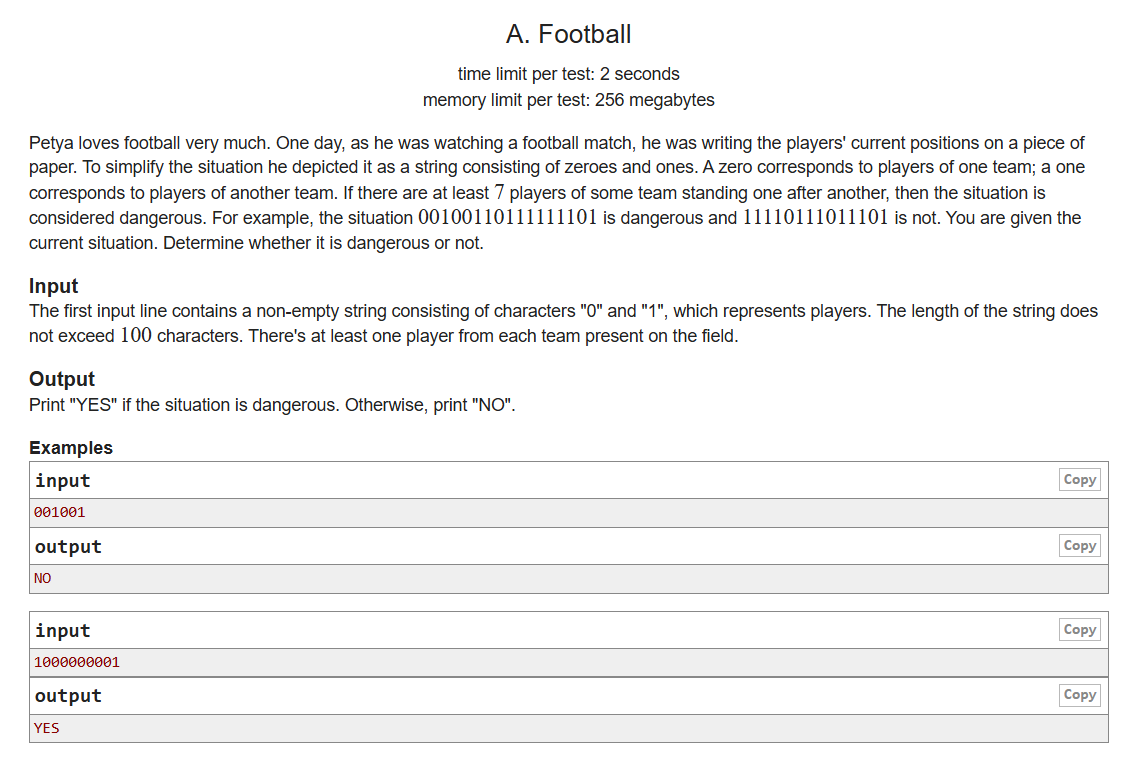 A. Football
time limit per test: 2 seconds
memory limit per test: 256 megabytes
Petya loves football very much. One day, as he was watching a football match, he was writing the players' current positions on a piece of
paper. To simplify the situation he depicted it as a string consisting of zeroes and ones. A zero corresponds to players of one team; a one
corresponds to players of another team. If there are at least 7 players of some team standing one after another, then the situation is
considered dangerous. For example, the situation 00100110111111101 is dangerous and 11110111011101 is not. You are given the
current situation. Determine whether it is dangerous or not.
Input
The first input line contains a non-empty string consisting of characters "0" and "1", which represents players. The length of the string does
not exceed 100 characters. There's at least one player from each team present on the field.
Output
Print "YES" if the situation is dangerous. Otherwise, print "NO".
Examples
input Copy
001001
output Copy
NO
input Copy
1000000001
output Copy
YES